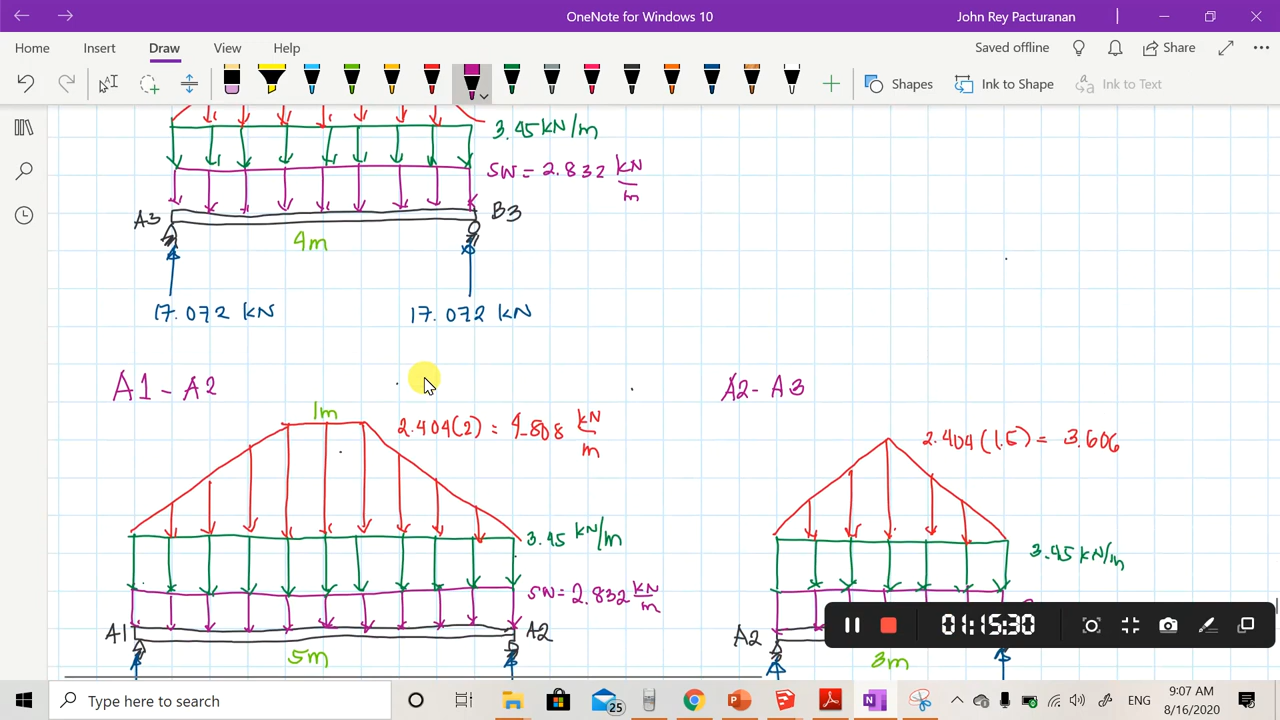 OneNote for Windows 10
John Rey Pacturanan
Home Insert Draw View Help
Saved offline
Share
Shapes
Ink to Shape
Ink to Text
3.45 kN/m
SW = 2.832 kN/m
A3
B3
4m
17.072 kN
17.072 kN
A1 - A2
1m
2.404(2) = 4.808 kN/m
3.45 kN/m
SW = 2.832 kN/m
A1
A2
5m
A2 - A3
2.404(1.5) = 3.606
3.45 kN/m
A2
3m
01:15:30
Type here to search
25
ENG
9:07 AM
8/16/2020